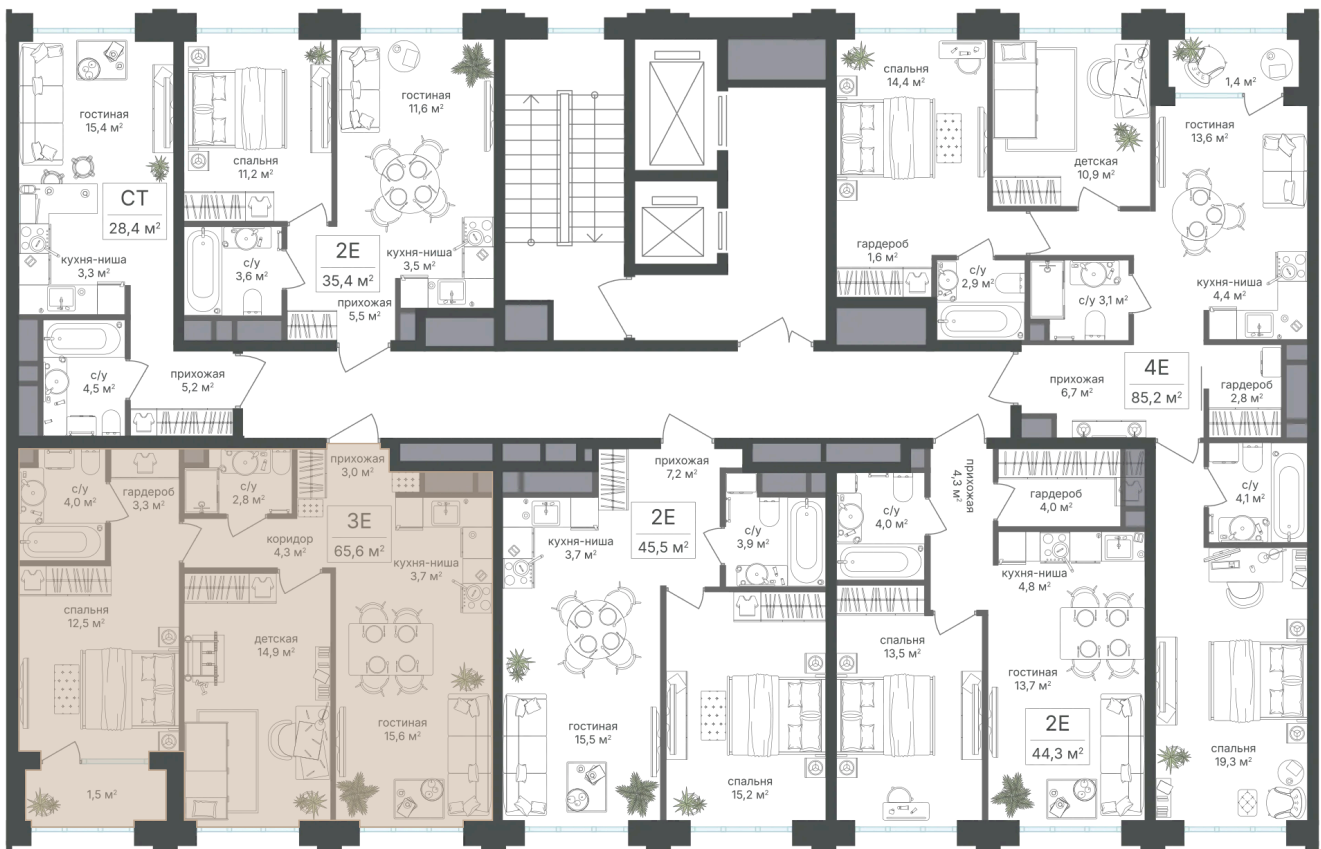 гостиная
15,4 м²
СТ
28,4 м²
кухня-ниша
3,3 м²
с/у
4,5 м²
прихожая
5,2 м²
спальня
11,2 м²
с/у
3,6 м²
2Е
35,4 м²
гостиная
11,6 м²
кухня-ниша
3,5 м²
прихожая
5,5 м²
спальня
14,4 м²
гардероб
1,6 м²
с/у
2,9 м²
детская
10,9 м²
с/у 3,1 м²
1,4 м²
гостиная
13,6 м²
кухня-ниша
4,4 м²
прихожая
6,7 м²
4Е
85,2 м²
гардероб
2,8 м²
с/у
4,1 м²
спальня
19,3 м²
с/у
4,0 м²
гардероб
3,3 м²
с/у
2,8 м²
прихожая
3,0 м²
3Е
65,6 м²
коридор
4,3 м²
кухня-ниша
3,7 м²
спальня
12,5 м²
детская
14,9 м²
гостиная
15,6 м²
1,5 м²
прихожая
7,2 м²
2Е
45,5 м²
кухня-ниша
3,7 м²
с/у
3,9 м²
гостиная
15,5 м²
спальня
15,2 м²
с/у
4,0 м²
прихожая
4,3 м²
гардероб
4,0 м²
кухня-ниша
4,8 м²
спальня
13,5 м²
гостиная
13,7 м²
2Е
44,3 м²